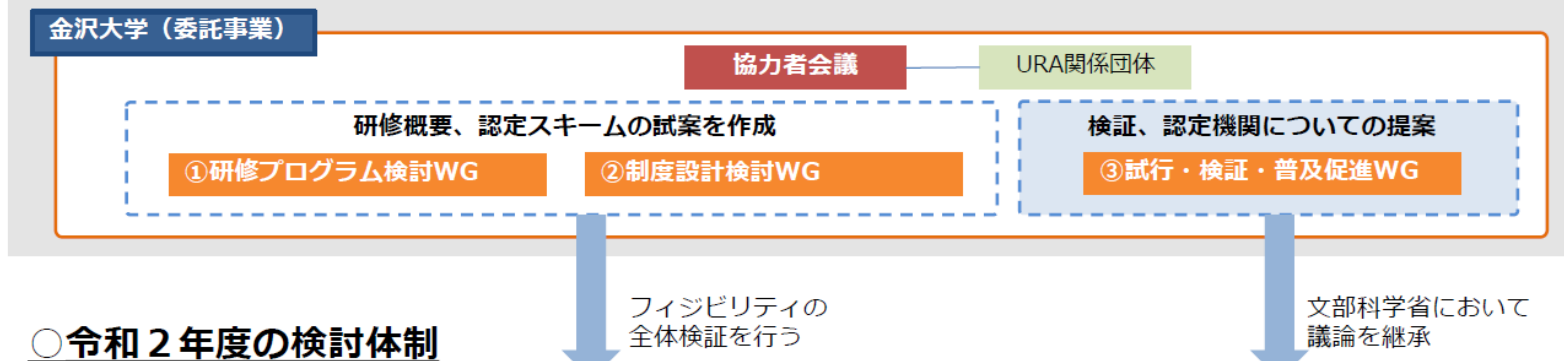 金沢大学（委託事業）
協力者会議
URA関係団体
研修概要、認定スキームの試案を作成
①研修プログラム検討WG
②制度設計検討WG
検証、認定機関についての提案
③試行・検証・普及促進WG
フィジビリティの
全体検証を行う
文部科学省において
議論を継承
○令和２年度の検討体制